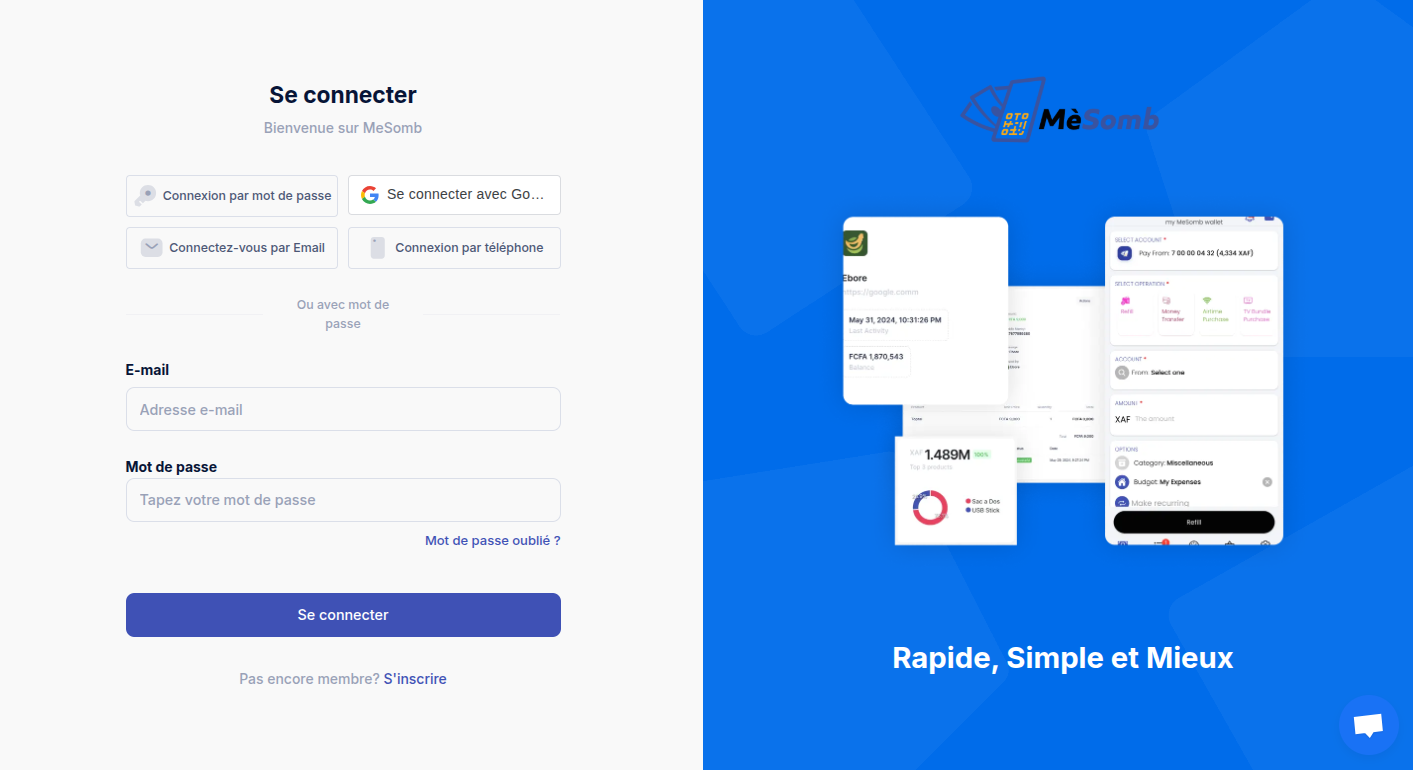 Se connecter
Bienvenue sur MeSomb
Connexion par mot de passe
Se connecter avec Go...
Connectez-vous par Email
Connexion par téléphone
Ou avec mot de
passe
E-mail
Adresse e-mail
Mot de passe
Tapez votre mot de passe
Mot de passe oublié ?
Se connecter
Pas encore membre? S'inscrire
MèSomb
Ebore
https://google.comm
May 31, 2024, 10:31:26 PM
Last Activity
FCFA 1,870,543
Balance
XAF 1.489M 100%
Top 3 products
Sac a Dos
USB Stick
my MeSomb wallet
SELECT ACCOUNT *
Pay From: 7 00 00 04 32 (4,334 XAF)
SELECT OPERATION *
Refill
Money
Transfer
Airtime
Purchase
TV Bundle
Purchase
ACCOUNT *
From Select one
AMOUNT *
XAF The amount
OPTIONS
Category: Miscellaneous
Budget: My Expenses
Make recurring
Refill
Rapide, Simple et Mieux